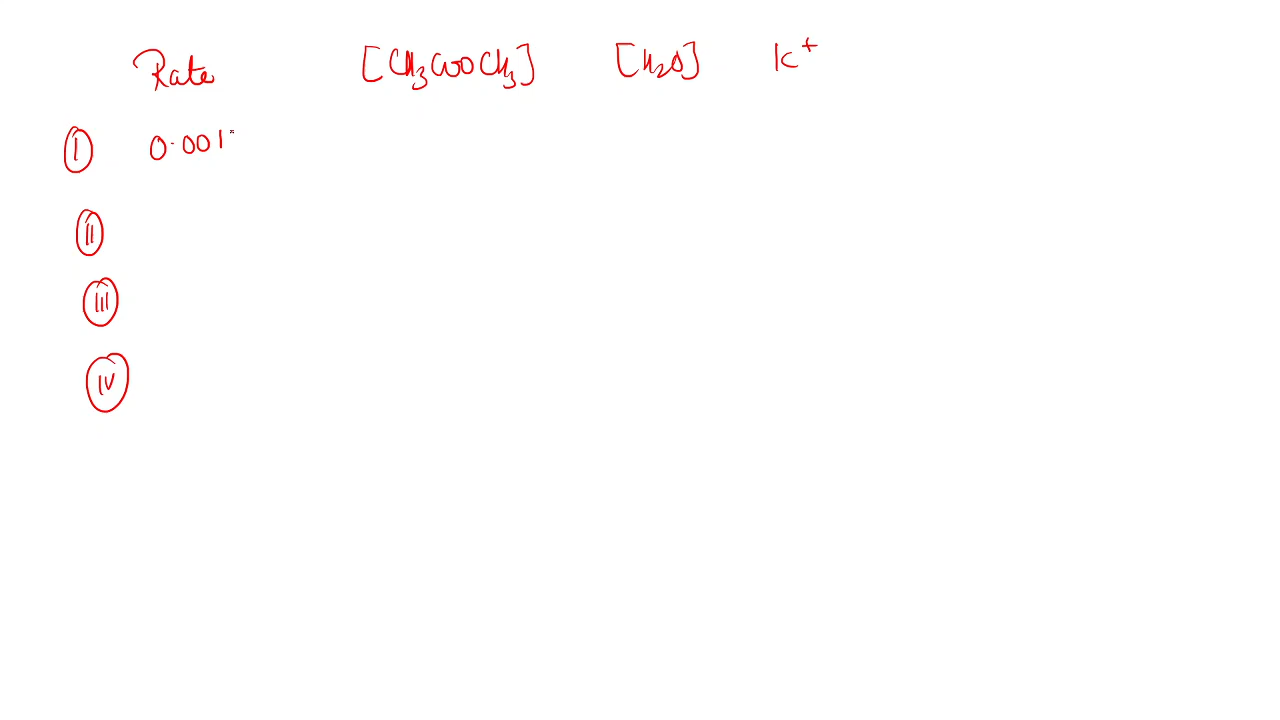 Rate [CH3COOCH3] [H2O] K+
I 0.001
II
III
IV